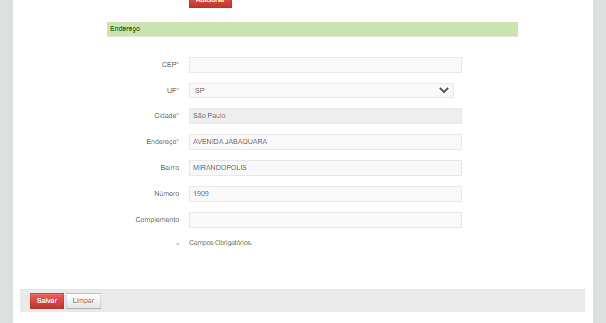 Adicionar
Endereço
CEP*
UF* SP
Cidade* São Paulo
Endereço* AVENIDA JABAQUARA
Bairro MIRANDOPOLIS
Número 1909
Complemento
* Campos Obrigatórios.
Salvar Limpar